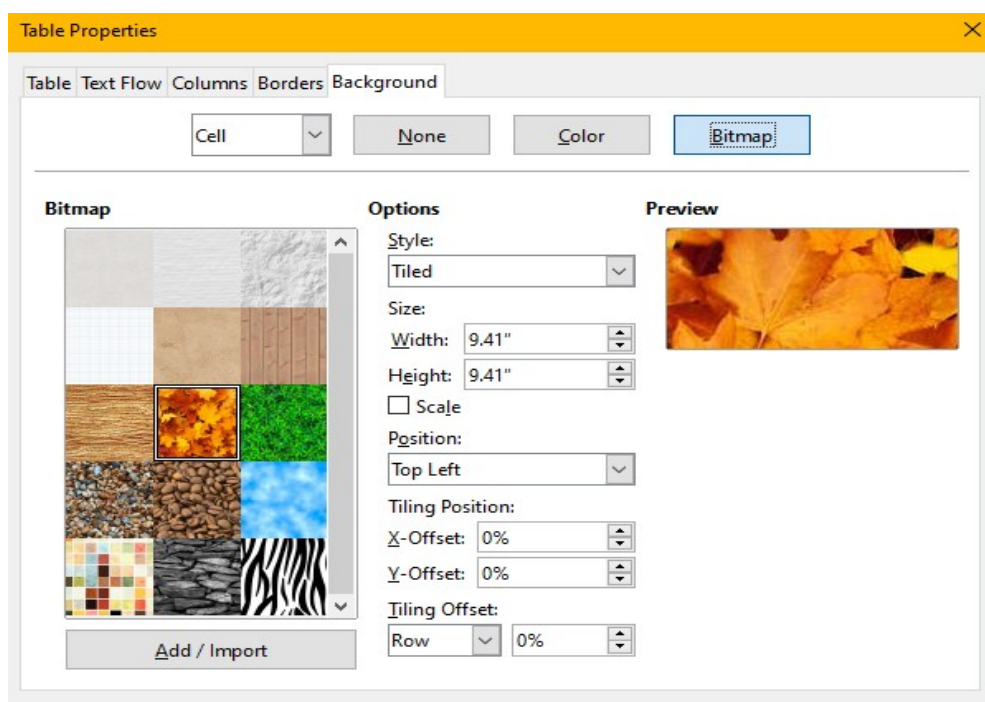 Table Properties
Table Text Flow Columns Borders Background
Cell None Color Bitmap
Bitmap
Options
Preview
Style:
Tiled
Size:
Width: 9.41"
Height: 9.41"
Scale
Position:
Top Left
Tiling Position:
X-Offset: 0%
Y-Offset: 0%
Tiling Offset:
Row 0%
Add / Import